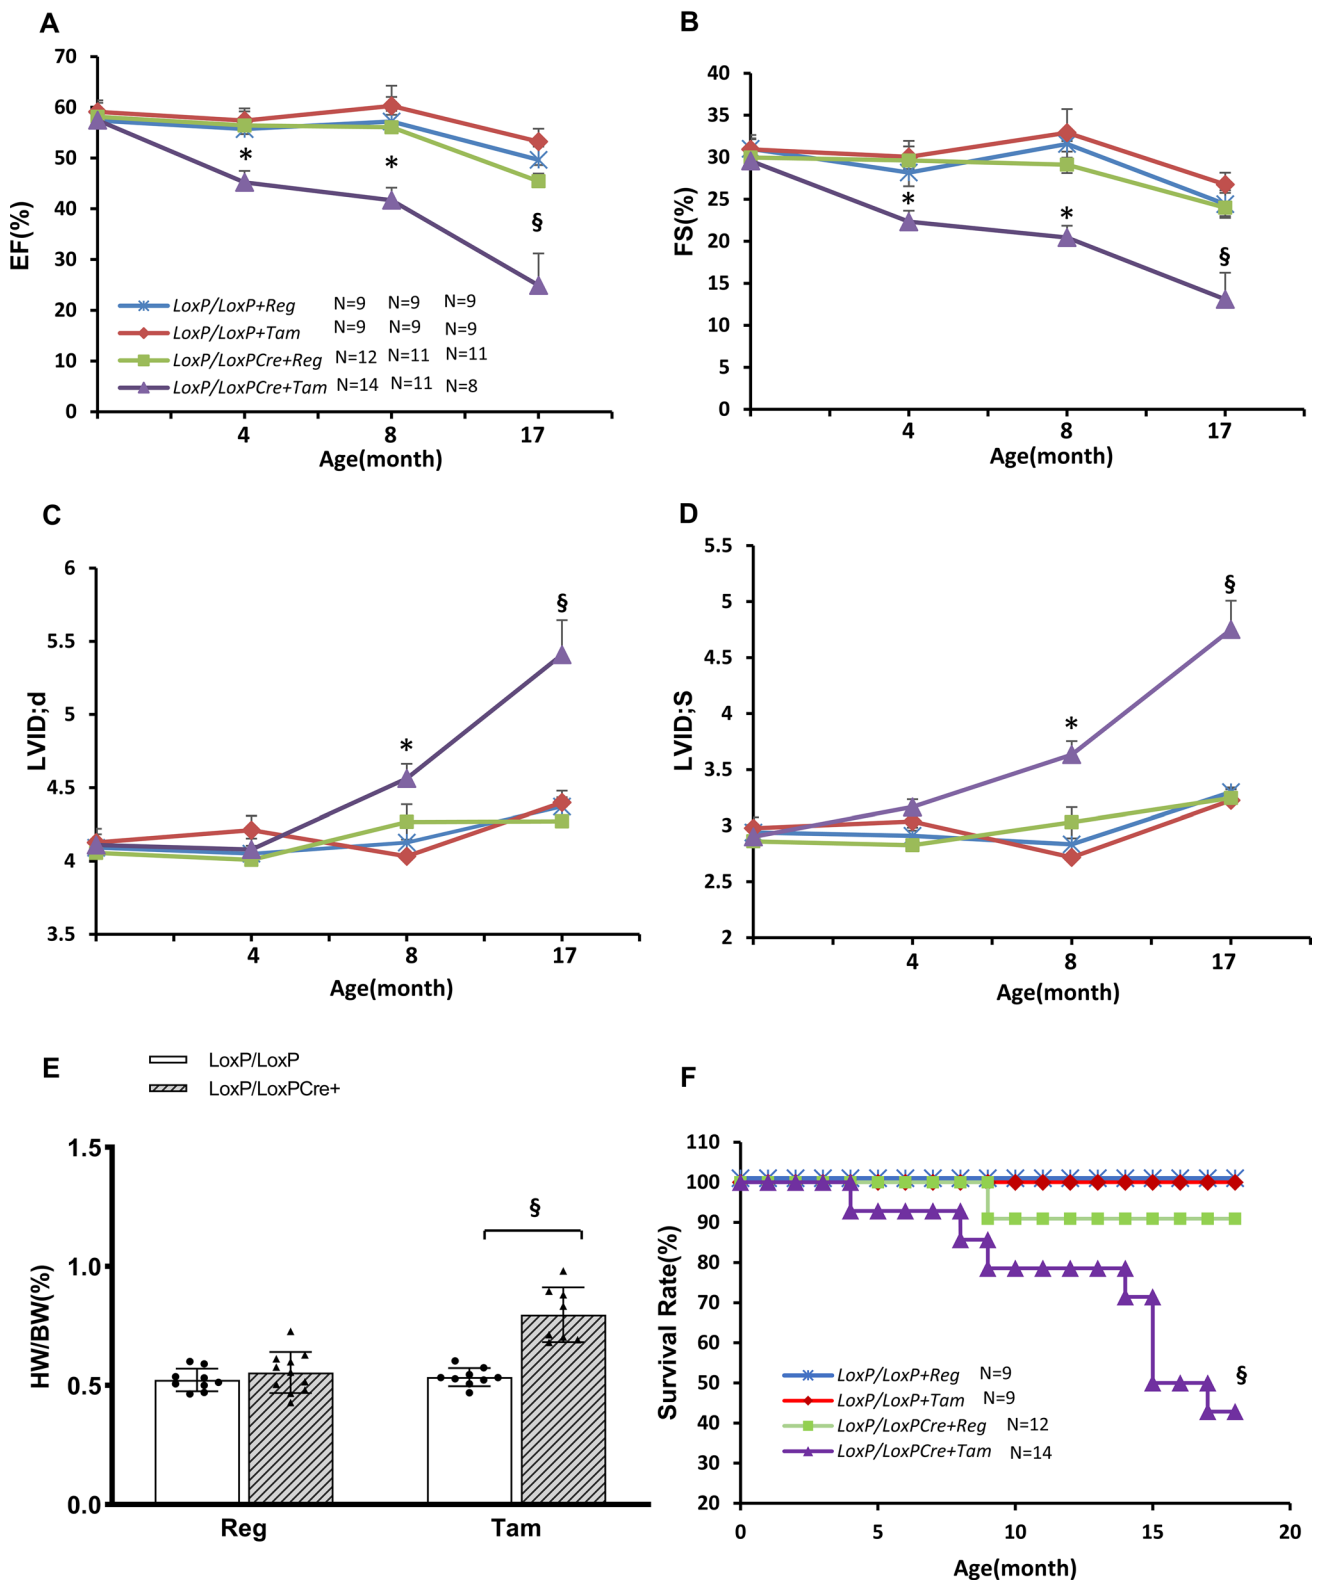 A
70
60
50
40
30
20
10
0
EF(%)
*
*
§
LoxP/LoxP+Reg N=9 N=9 N=9
LoxP/LoxP+Tam N=9 N=9 N=9
LoxP/LoxPCre+Reg N=12 N=11 N=11
LoxP/LoxPCre+Tam N=14 N=11 N=8
4 8 17
Age(month)
B
40
35
30
25
20
15
10
5
0
FS(%)
*
*
§
4 8 17
Age(month)
C
6
5.5
5
4.5
4
3.5
LVID;d
*
§
4 8 17
Age(month)
D
5.5
5
4.5
4
3.5
3
2.5
2
LVID;S
*
§
4 8 17
Age(month)
E
LoxP/LoxP
LoxP/LoxPCre+
1.5
1.0
0.5
0.0
HW/BW(%)
§
Reg Tam
F
110
100
90
80
70
60
50
40
30
20
Survival Rate(%)
LoxP/LoxP+Reg N=9
LoxP/LoxP+Tam N=9
LoxP/LoxPCre+Reg N=12
LoxP/LoxPCre+Tam N=14
§
0 5 10 15 20
Age(month)